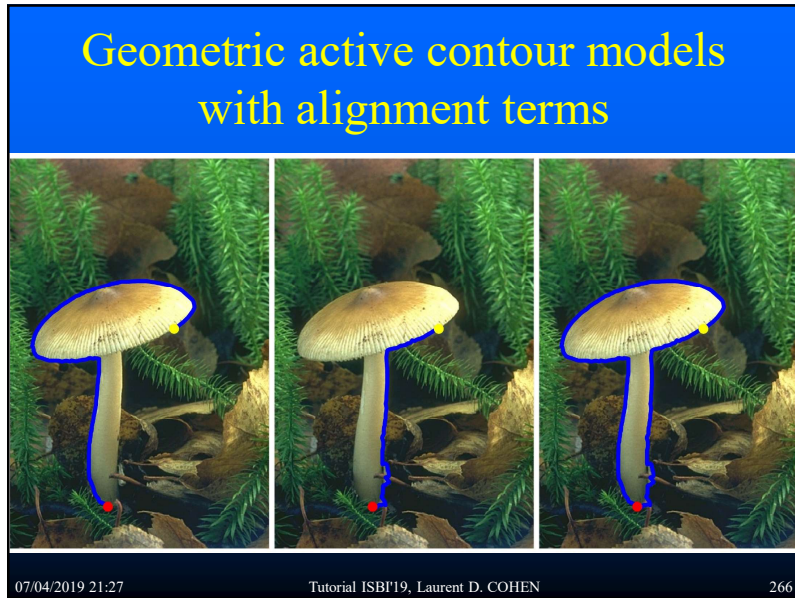 Geometric active contour models
with alignment terms
07/04/2019 21:27
Tutorial ISBI'19, Laurent D. COHEN
266